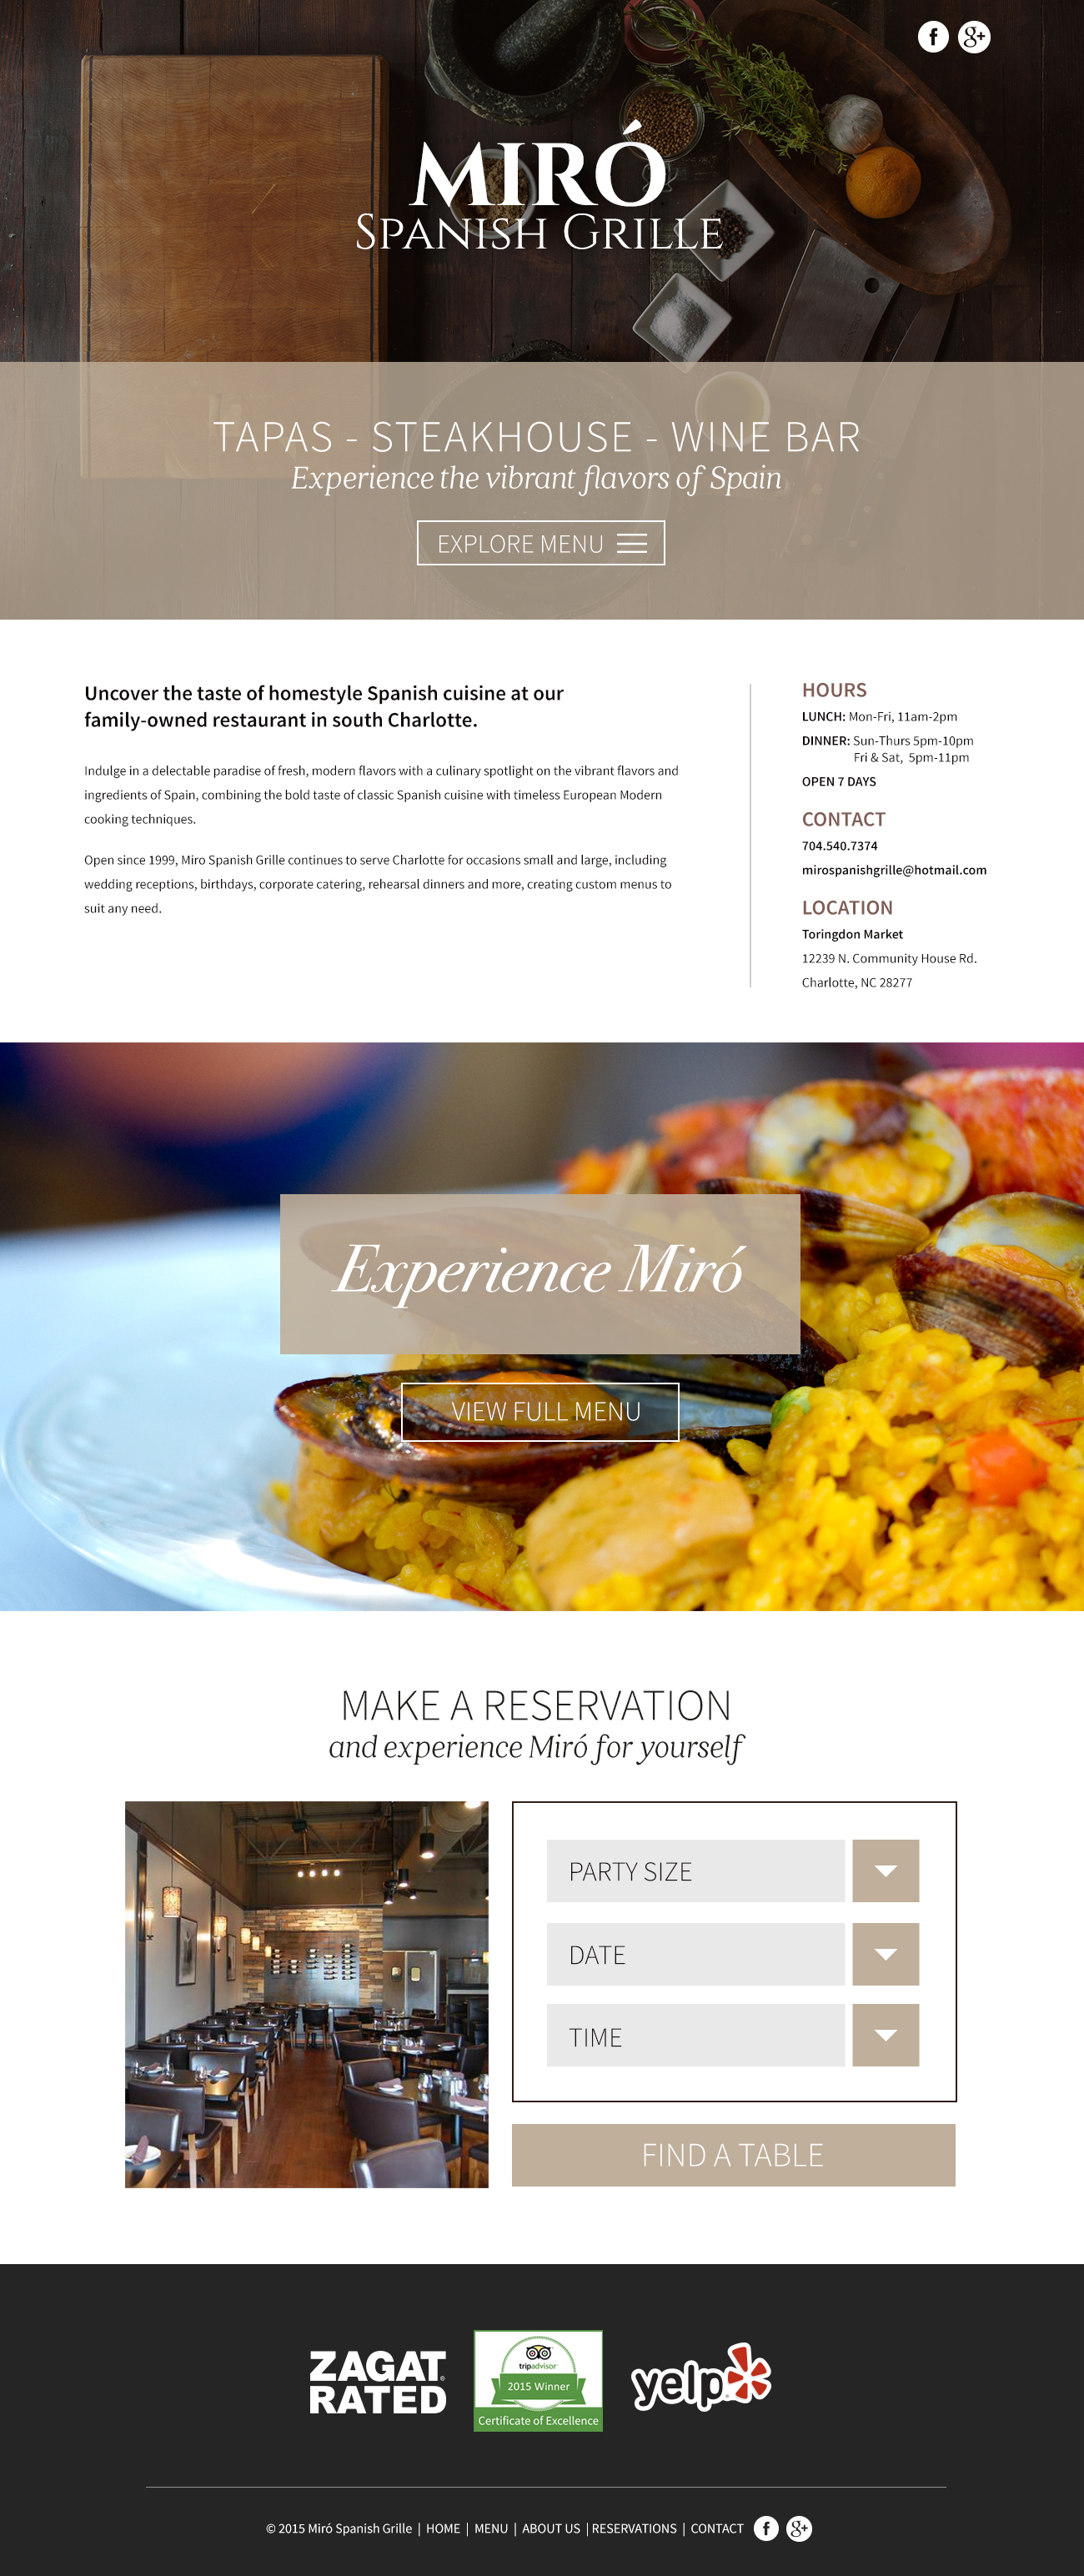 f g+
MIRÓ
SPANISH GRILLE
TAPAS - STEAKHOUSE - WINE BAR
Experience the vibrant flavors of Spain
EXPLORE MENU
Uncover the taste of homestyle Spanish cuisine at our
family-owned restaurant in south Charlotte.
Indulge in a delectable paradise of fresh, modern flavors with a culinary spotlight on the vibrant flavors and
ingredients of Spain, combining the bold taste of classic Spanish cuisine with timeless European Modern
cooking techniques.
Open since 1999, Miro Spanish Grille continues to serve Charlotte for occasions small and large, including
wedding receptions, birthdays, corporate catering, rehearsal dinners and more, creating custom menus to
suit any need.
HOURS
LUNCH: Mon-Fri, 11am-2pm
DINNER: Sun-Thurs 5pm-10pm
Fri & Sat, 5pm-11pm
OPEN 7 DAYS
CONTACT
704.540.7374
mirospanishgrille@hotmail.com
LOCATION
Toringdon Market
12239 N. Community House Rd.
Charlotte, NC 28277
Experience Miró
VIEW FULL MENU
MAKE A RESERVATION
and experience Miró for yourself
PARTY SIZE
DATE
TIME
FIND A TABLE
ZAGAT®
RATED
tripadvisor
2015 Winner
Certificate of Excellence
yelp
© 2015 Miró Spanish Grille | HOME | MENU | ABOUT US | RESERVATIONS | CONTACT f g+